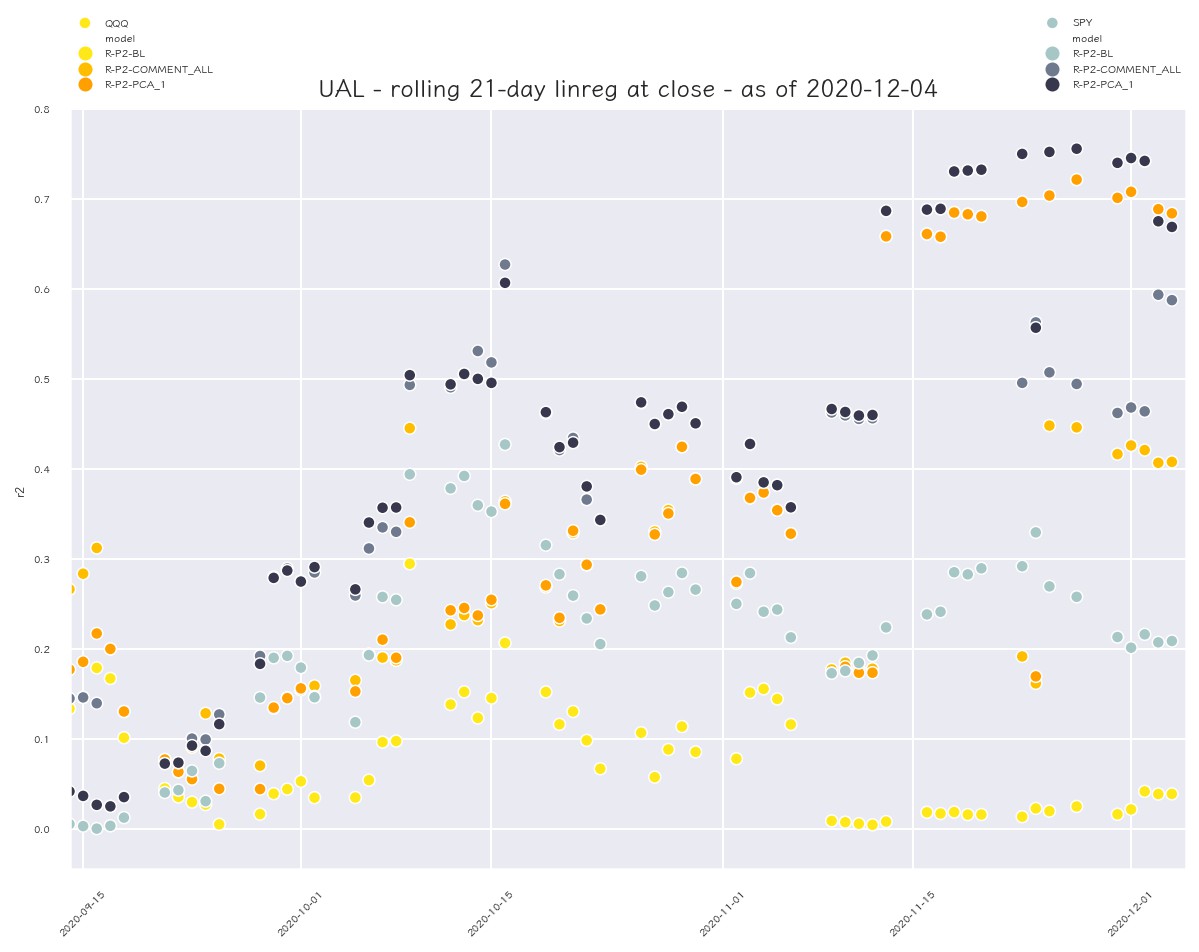 QQQ
model
R-P2-BL
R-P2-COMMENT_ALL
R-P2-PCA_1
SPY
model
R-P2-BL
R-P2-COMMENT_ALL
R-P2-PCA_1
UAL - rolling 21-day linreg at close - as of 2020-12-04
0.8
0.7
0.6
0.5
0.4
0.3
0.2
0.1
0.0
r2
2020-09-15
2020-10-01
2020-10-15
2020-11-01
2020-11-15
2020-12-01